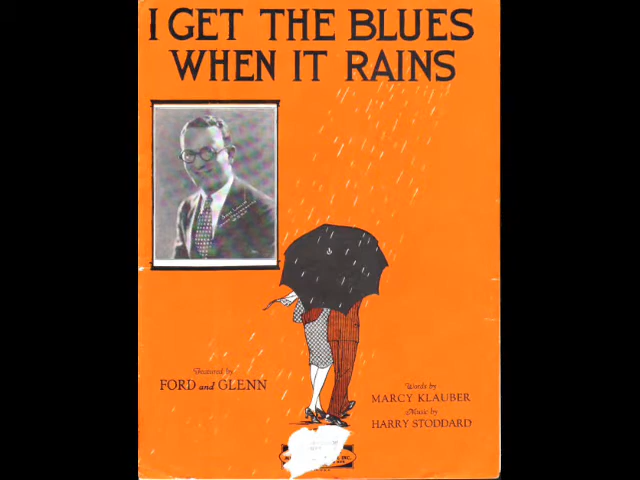 I GET THE BLUES
WHEN IT RAINS
Featured by
FORD and GLENN
Words by
MARCY KLAUBER
Music by
HARRY STODDARD